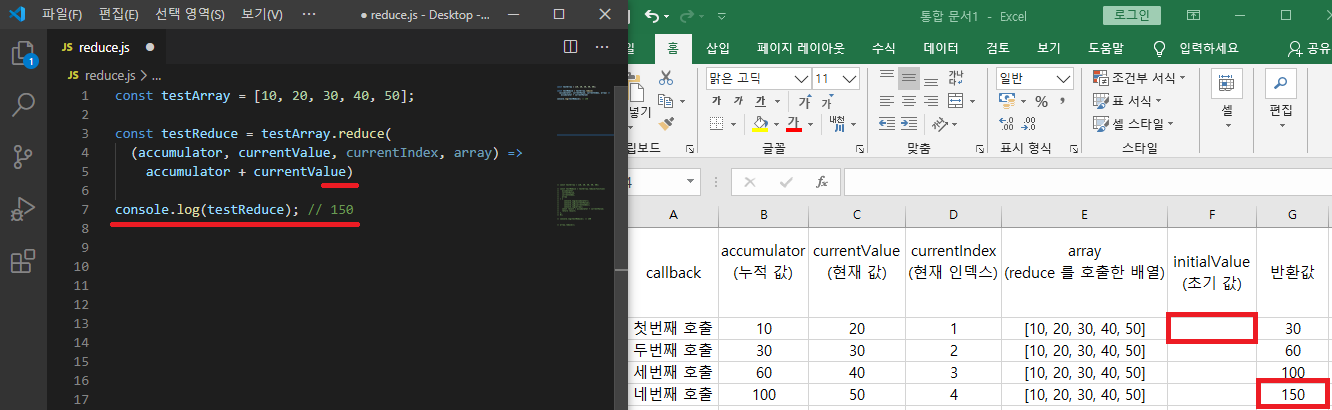 파일(F) 편집(E) 선택 영역(S) 보기(V) ··· ● reduce.js - Desktop -...
JS reduce.js ●
JS reduce.js > ...
1 const testArray = [10, 20, 30, 40, 50];
2
3 const testReduce = testArray.reduce(
4 (accumulator, currentValue, currentIndex, array) =>
5 accumulator + currentValue)
6
7 console.log(testReduce); // 150
8
9
10
11
12
13
14
15
16
17
1
통합 문서1 - Excel 로그인
일 홈 삽입 페이지 레이아웃 수식 데이터 검토 보기 도움말 입력하세요 공유
맑은 고딕 11 일반 조건부 서식
가 가 가 가 가 % , 표 서식
내천 셀 스타일
넣기 셀 편집
립보드 글꼴 맞춤 표시 형식 스타일
4 fx
A B C D E F G
callback accumulator (누적 값) currentValue (현재 값) currentIndex (현재 인덱스) array (reduce 를 호출한 배열) initialValue (초기 값) 반환값
첫번째 호출 10 20 1 [10, 20, 30, 40, 50] 30
두번째 호출 30 30 2 [10, 20, 30, 40, 50] 60
세번째 호출 60 40 3 [10, 20, 30, 40, 50] 100
네번째 호출 100 50 4 [10, 20, 30, 40, 50] 150